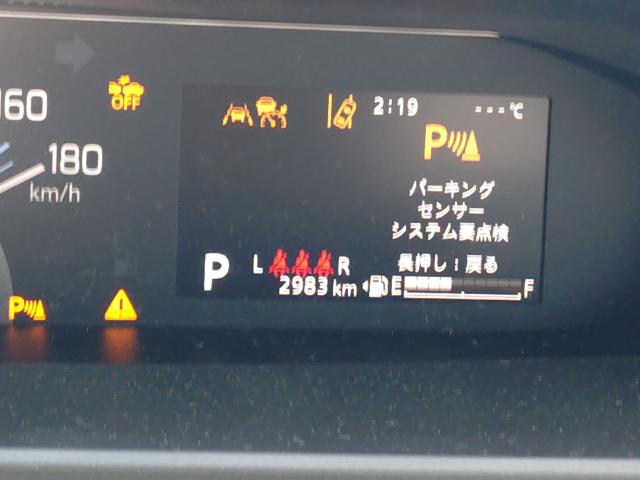 160
OFF
180
km/h
2:19
---℃
P
パーキング
センサー
システム要点検
長押し:戻る
P
L R
2983 km
E F
P